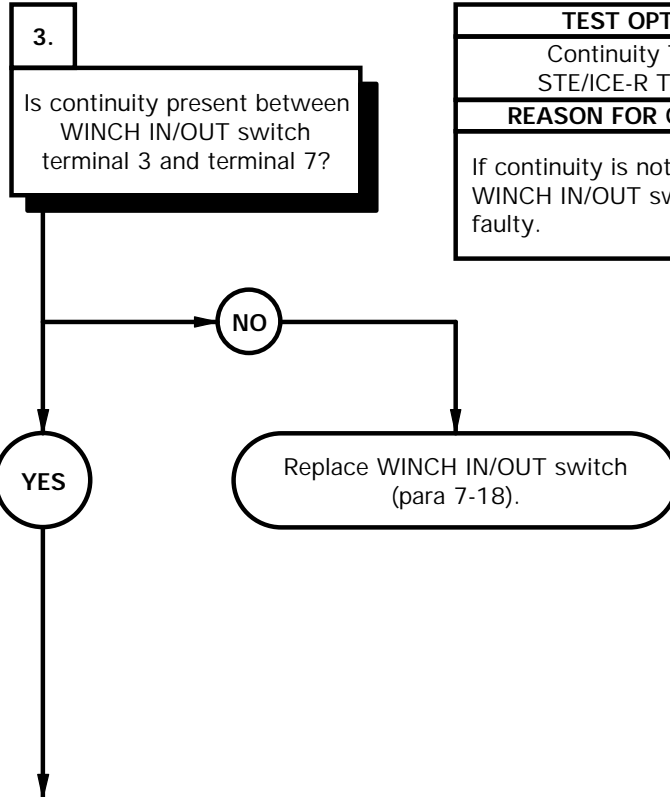 3.
Is continuity present between
WINCH IN/OUT switch
terminal 3 and terminal 7?
TEST OPT
Continuity
STE/ICE-R T
REASON FOR
If continuity is not
WINCH IN/OUT sw
faulty.
NO
YES
Replace WINCH IN/OUT switch
(para 7-18).